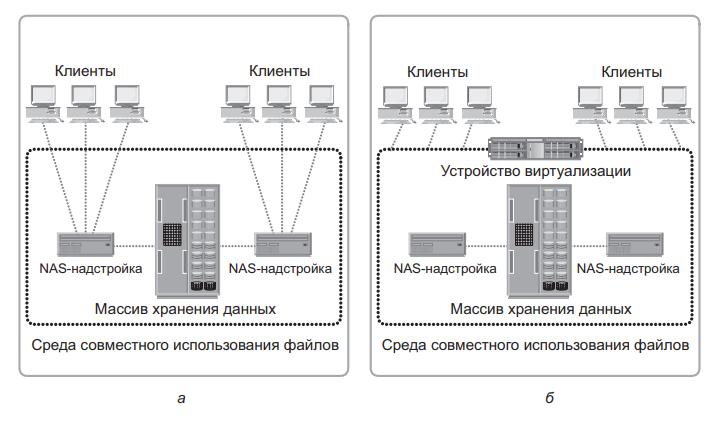 Клиенты
Клиенты
NAS-надстройка
NAS-надстройка
Массив хранения данных
Среда совместного использования файлов
а
Клиенты
Клиенты
Устройство виртуализации
NAS-надстройка
NAS-надстройка
Массив хранения данных
Среда совместного использования файлов
б